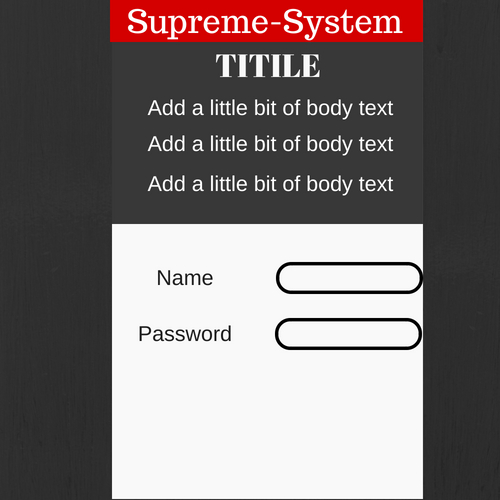 Supreme-System
TITILE
Add a little bit of body text
Add a little bit of body text
Add a little bit of body text
Name
Password